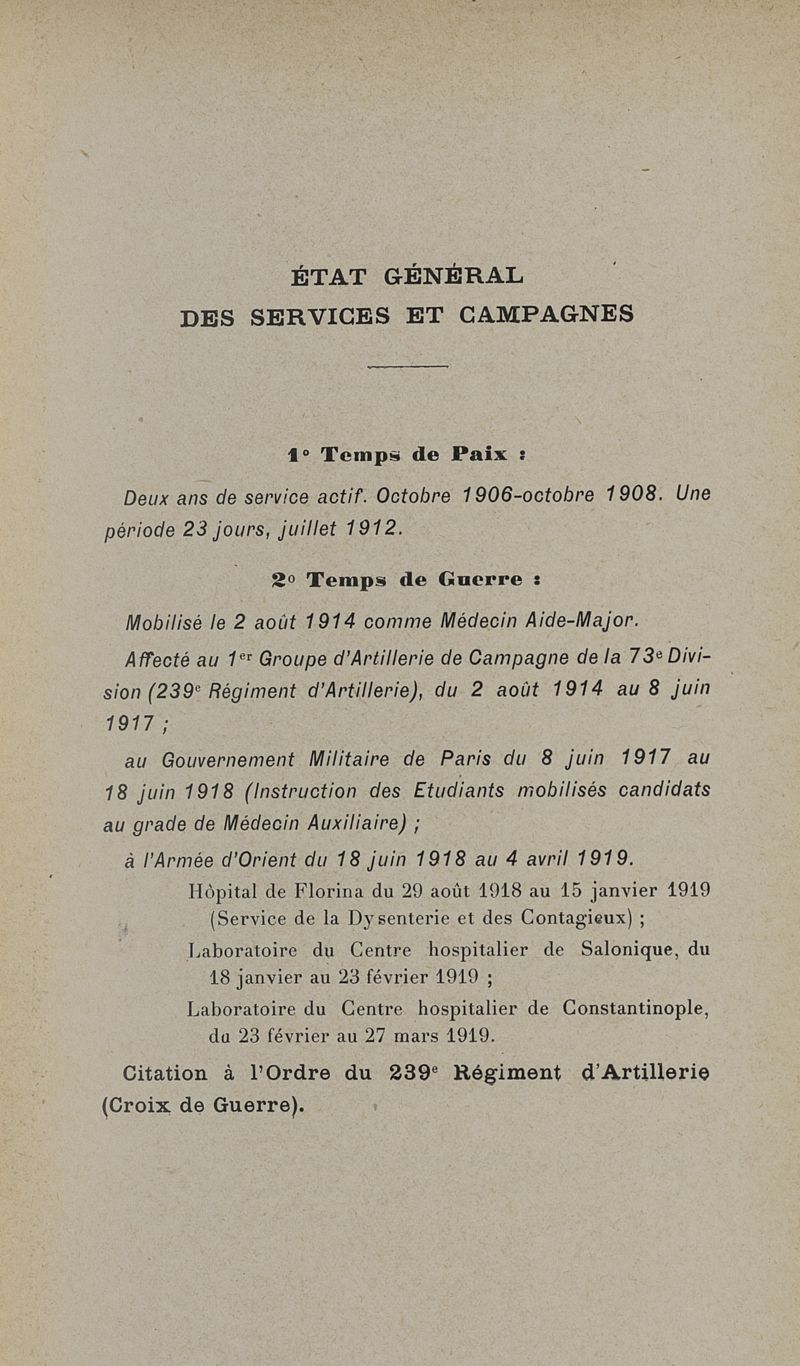 ÉTAT GÉNÉRAL
DES SERVICES ET CAMPAGNES
1° Temps de Paix :
Deux ans de service actif. Octobre 1906-octobre 1908. Une
période 23 jours, juillet 1912.
2° Temps de Guerre :
Mobilisé le 2 août 1914 comme Médecin Aide-Major.
Affecté au 1er Groupe d'Artillerie de Campagne de la 73e Divi-
sion (239e Régiment d'Artillerie), du 2 août 1914 au 8 juin
1917 ;
au Gouvernement Militaire de Paris du 8 juin 1917 au
18 juin 1918 (Instruction des Etudiants mobilisés candidats
au grade de Médecin Auxiliaire) ;
à l'Armée d'Orient du 18 juin 1918 au 4 avril 1919.
Hôpital de Florina du 29 août 1918 au 15 janvier 1919
(Service de la Dysenterie et des Contagieux) ;
Laboratoire du Centre hospitalier de Salonique, du
18 janvier au 23 février 1919 ;
Laboratoire du Centre hospitalier de Constantinople,
du 23 février au 27 mars 1919.
Citation à l'Ordre du 239e Régiment d'Artillerie
(Croix de Guerre).